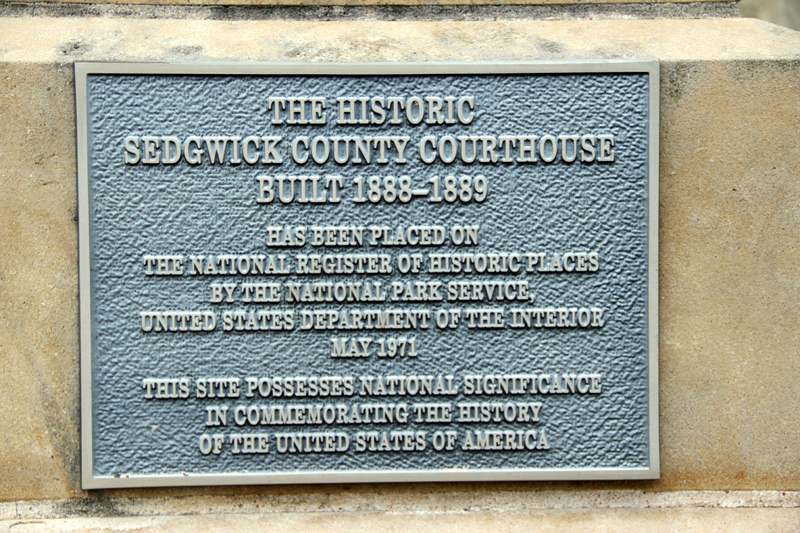 THE HISTORIC
SEDGWICK COUNTY COURTHOUSE
BUILT 1888–1889
HAS BEEN PLACED ON
THE NATIONAL REGISTER OF HISTORIC PLACES
BY THE NATIONAL PARK SERVICE,
UNITED STATES DEPARTMENT OF THE INTERIOR
MAY 1971
THIS SITE POSSESSES NATIONAL SIGNIFICANCE
IN COMMEMORATING THE HISTORY
OF THE UNITED STATES OF AMERICA